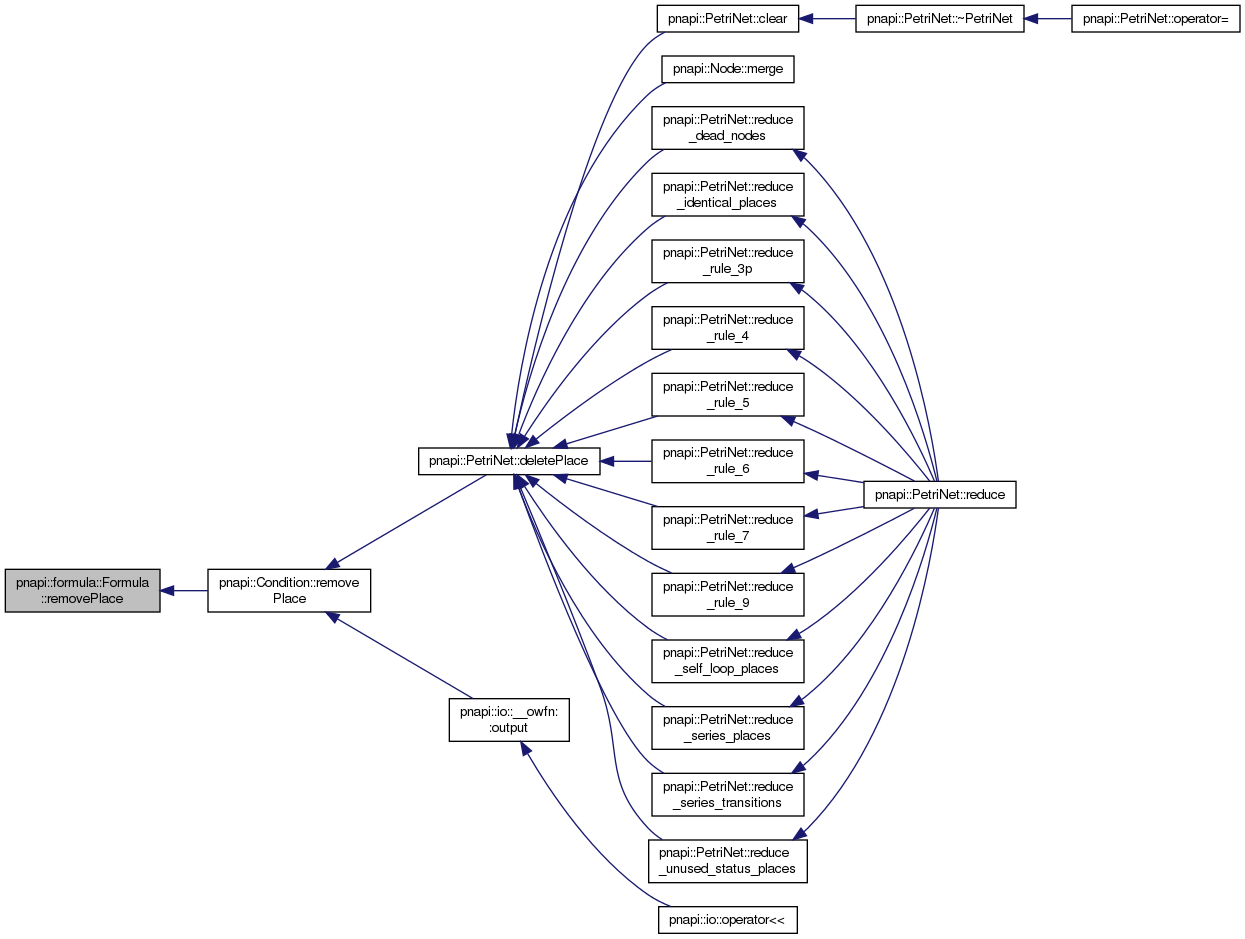 pnapi::PetriNet::clear
pnapi::PetriNet::~PetriNet
pnapi::PetriNet::operator=
pnapi::Node::merge
pnapi::PetriNet::reduce
_dead_nodes
pnapi::PetriNet::reduce
_identical_places
pnapi::PetriNet::reduce
_rule_3p
pnapi::PetriNet::reduce
_rule_4
pnapi::PetriNet::reduce
_rule_5
pnapi::PetriNet::deletePlace
pnapi::PetriNet::reduce
_rule_6
pnapi::PetriNet::reduce
pnapi::PetriNet::reduce
_rule_7
pnapi::formula::Formula
::removePlace
pnapi::Condition::remove
Place
pnapi::PetriNet::reduce
_rule_9
pnapi::PetriNet::reduce
_self_loop_places
pnapi::io::__owfn:
:output
pnapi::PetriNet::reduce
_series_places
pnapi::PetriNet::reduce
_series_transitions
pnapi::PetriNet::reduce
_unused_status_places
pnapi::io::operator<<